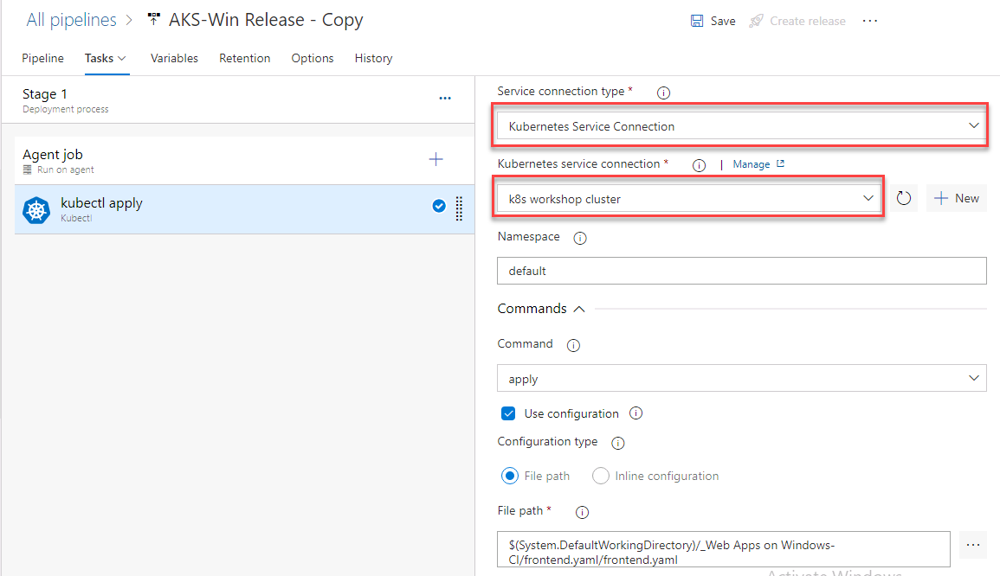 All pipelines > AKS-Win Release - Copy
Save
Create release
...
Pipeline
Tasks
Variables
Retention
Options
History
Stage 1
Deployment process
...
Agent job
Run on agent
kubectl apply
Kubectl
Service connection type *
Kubernetes Service Connection
Kubernetes service connection * | Manage
k8s workshop cluster
New
Namespace
default
Commands
Command
apply
Use configuration
Configuration type
File path
Inline configuration
File path *
$(System.DefaultWorkingDirectory)/_Web Apps on Windows-
CI/frontend.yaml/frontend.yaml
...
Activate Windows